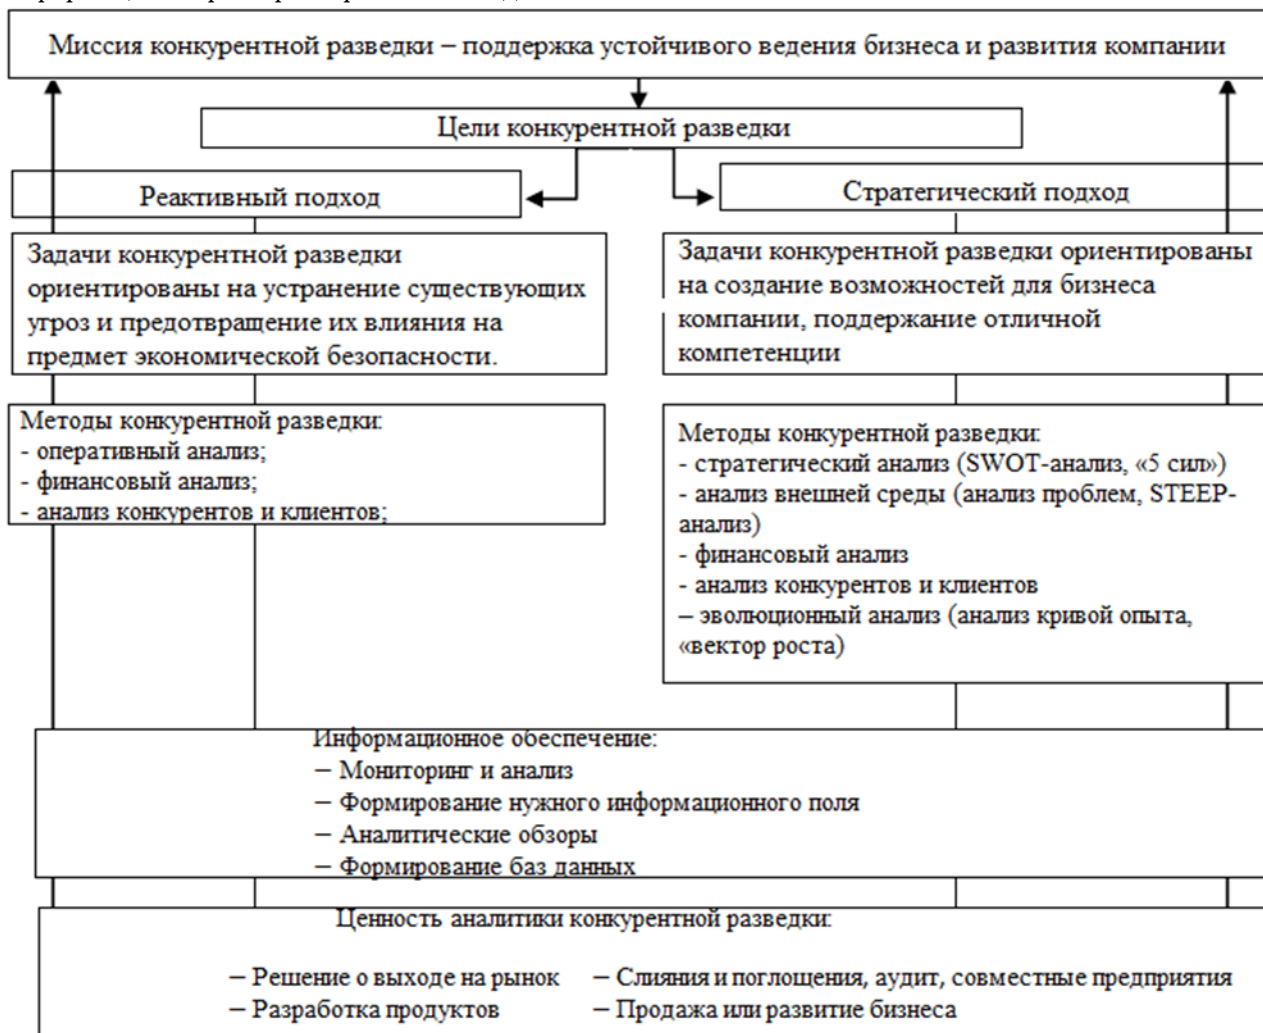 Миссия конкурентной разведки – поддержка устойчивого ведения бизнеса и развития компании
Цели конкурентной разведки
Реактивный подход
Стратегический подход
Задачи конкурентной разведки
ориентированы на устранение существующих
угроз и предотвращение их влияния на
предмет экономической безопасности.
Задачи конкурентной разведки ориентированы
на создание возможностей для бизнеса
компании, поддержание отличной
компетенции
Методы конкурентной разведки:
- оперативный анализ;
- финансовый анализ;
- анализ конкурентов и клиентов;
Методы конкурентной разведки:
- стратегический анализ (SWOT-анализ, «5 сил»)
- анализ внешней среды (анализ проблем, STEEP-
анализ)
- финансовый анализ
- анализ конкурентов и клиентов
– эволюционный анализ (анализ кривой опыта,
«вектор роста)
Информационное обеспечение:
– Мониторинг и анализ
– Формирование нужного информационного поля
– Аналитические обзоры
– Формирование баз данных
Ценность аналитики конкурентной разведки:
– Решение о выходе на рынок
– Слияния и поглощения, аудит, совместные предприятия
– Разработка продуктов
– Продажа или развитие бизнеса